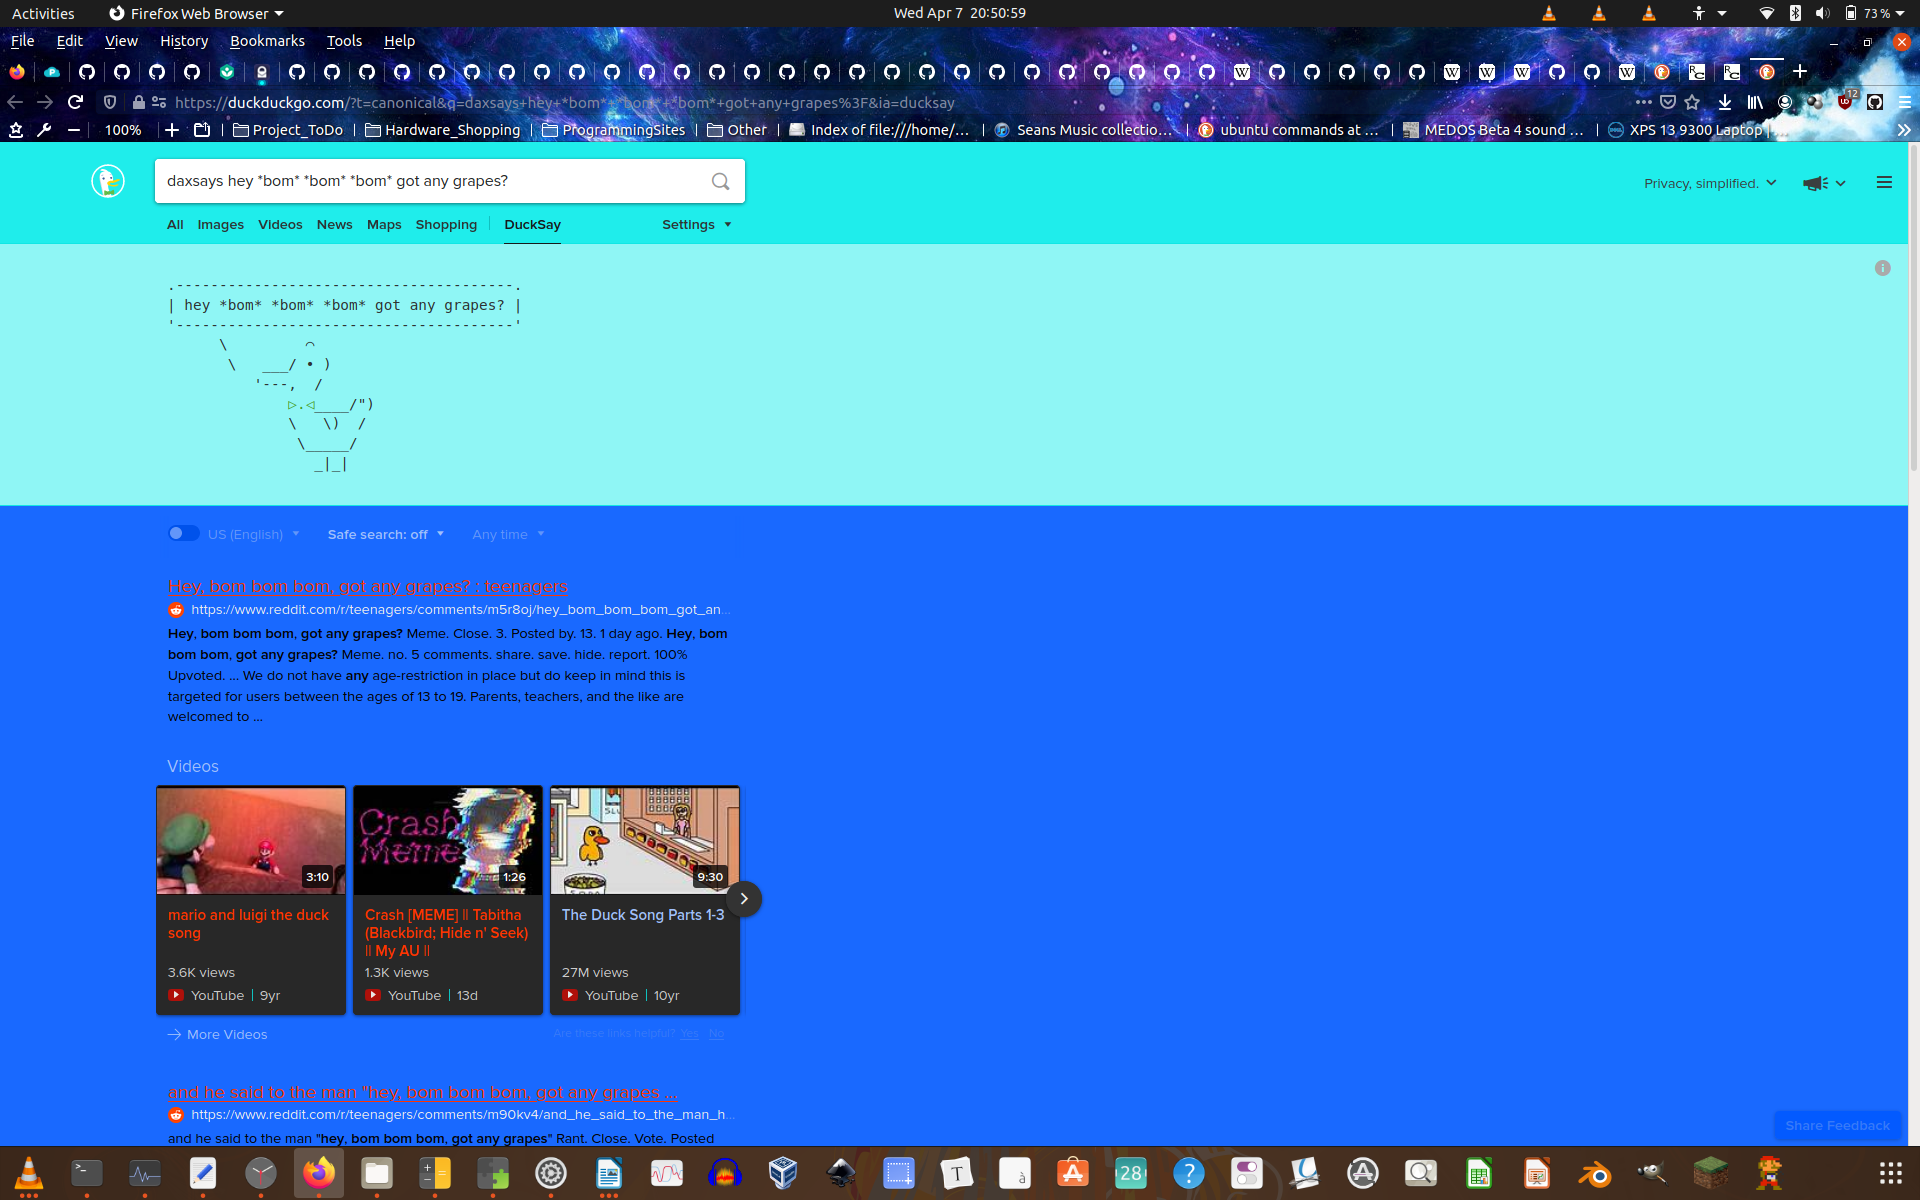 Activities
Firefox Web Browser
Wed Apr 7 20:50:59
73 %
File Edit View History Bookmarks Tools Help
https://duckduckgo.com/?t=canonical&q=daxsays+hey+*bom*+*bom*+*bom*+got+any+grapes%3F&ia=ducksay
12
100%
Project_ToDo
Hardware_Shopping
ProgrammingSites
Other
Index of file:///home/…
Seans Music collectio…
ubuntu commands at …
MEDOS Beta 4 sound …
XPS 13 9300 Laptop |
daxsays hey *bom* *bom* *bom* got any grapes?
Privacy, simplified.
All Images Videos News Maps Shopping DuckSay Settings
| hey *bom* *bom* *bom* got any grapes? |
US (English) Safe search: off Any time
Hey, bom bom bom, got any grapes? : teenagers
https://www.reddit.com/r/teenagers/comments/m5r8oj/hey_bom_bom_bom_got_an…
Hey, bom bom bom, got any grapes? Meme. Close. 3. Posted by. 13. 1 day ago. Hey, bom
bom bom, got any grapes? Meme. no. 5 comments. share. save. hide. report. 100%
Upvoted. ... We do not have any age-restriction in place but do keep in mind this is
targeted for users between the ages of 13 to 19. Parents, teachers, and the like are
welcomed to ...
Videos
Crash
Meme
3:10
1:26
9:30
mario and luigi the duck
song
3.6K views
YouTube | 9yr
Crash [MEME] || Tabitha
(Blackbird; Hide n' Seek)
|| My AU ||
1.3K views
YouTube | 13d
The Duck Song Parts 1-3
27M views
YouTube | 10yr
More Videos
Are these links helpful? Yes No
and he said to the man "hey, bom bom bom, got any grapes ...
https://www.reddit.com/r/teenagers/comments/m90kv4/and_he_said_to_the_man_h…
and he said to the man "hey, bom bom bom, got any grapes" Rant. Close. Vote. Posted
Share Feedback
28